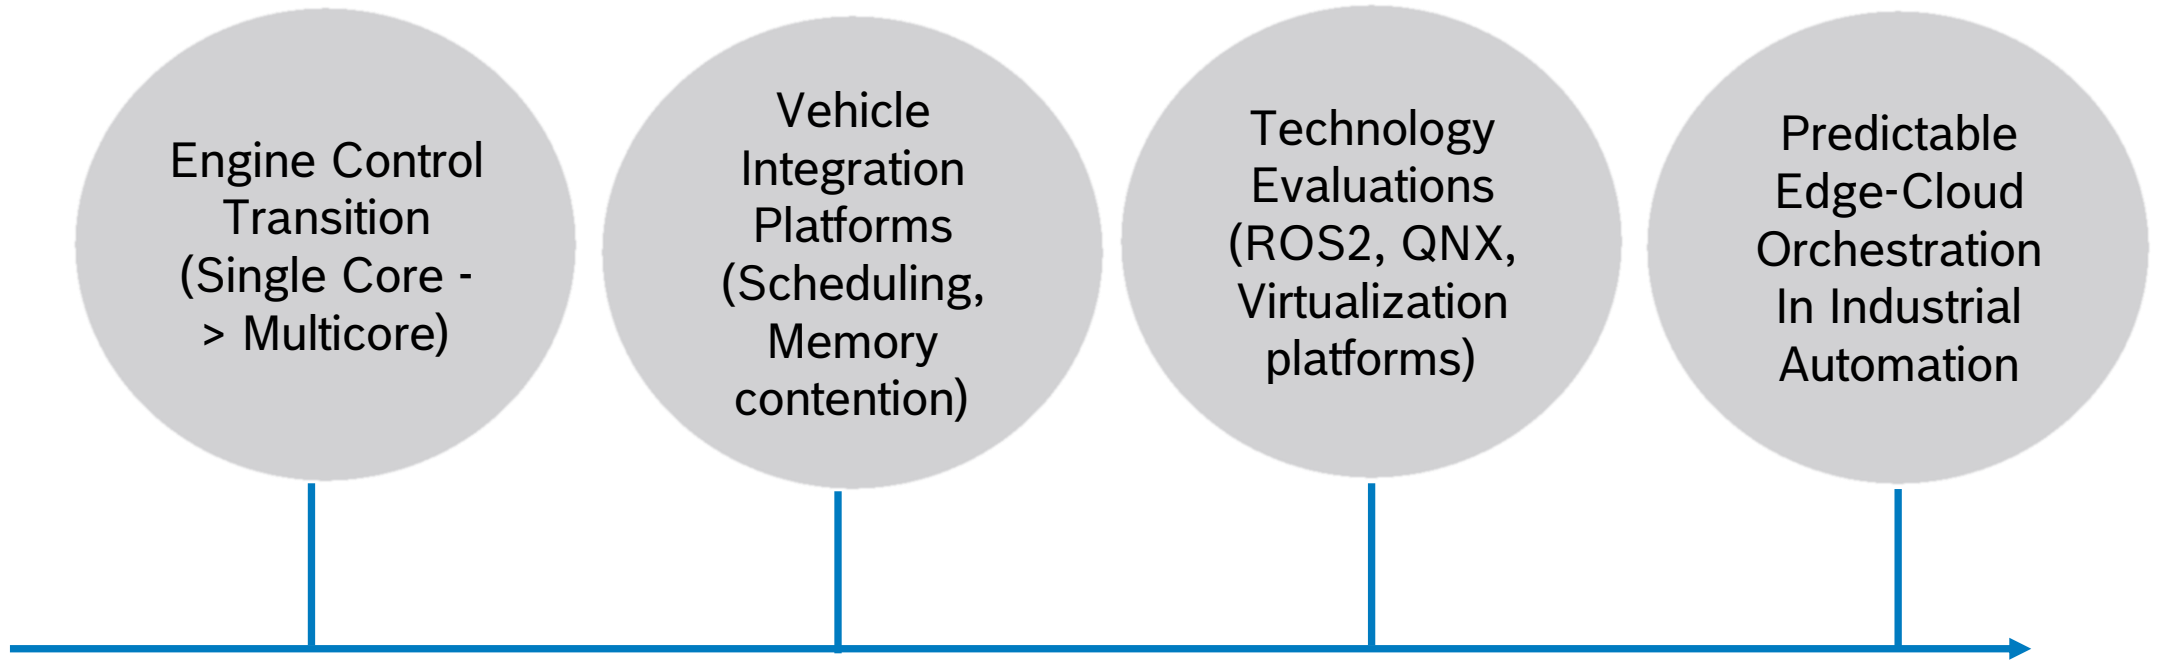 Engine Control
Transition
(Single Core -
> Multicore)
Vehicle
Integration
Platforms
(Scheduling,
Memory
contention)
Technology
Evaluations
(ROS2, QNX,
Virtualization
platforms)
Predictable
Edge-Cloud
Orchestration
In Industrial
Automation